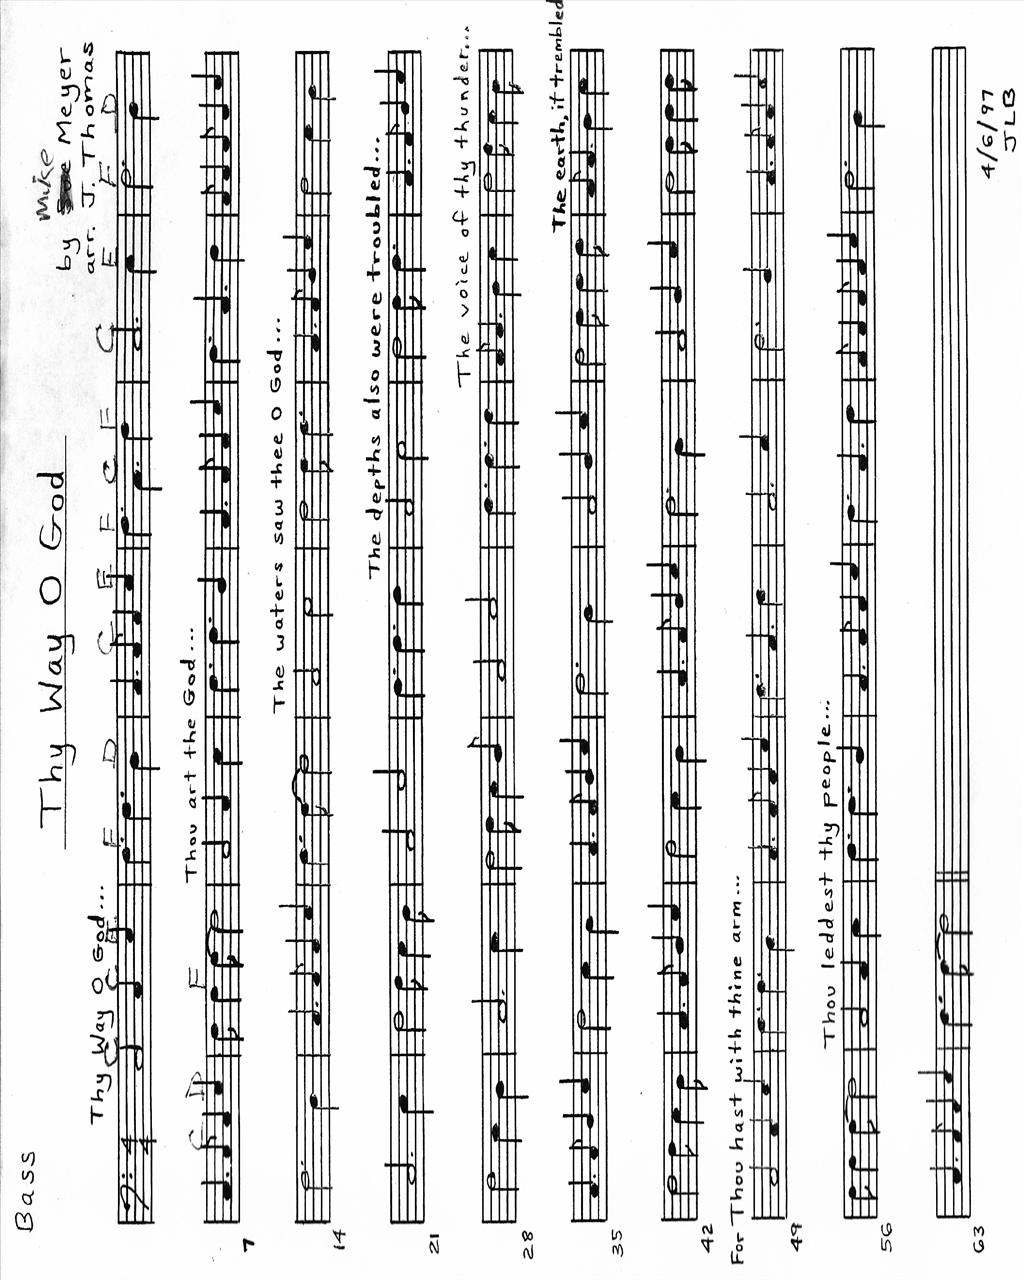 Bass
Thy Way O God
Mike
by Meyer
arr. J. Thomas
Thy Way O God...
C C E F D C E F C F C E F D
4
4
C D F
Thou art the God...
7
The waters saw thee O God...
14
The depths also were troubled...
21
The voice of thy thunder...
28
The earth, it trembled
35
42
For Thou hast with thine arm...
49
Thou leddest thy people...
56
63
4/6/97
JLB